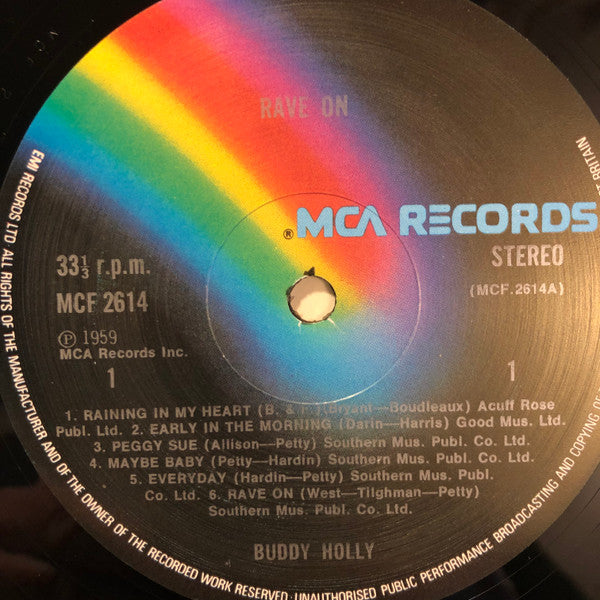 RAVE ON
® MCA RECORDS
33⅓ r.p.m.
STEREO
MCF 2614
(MCF.2614A)
Ⓟ 1959
MCA Records Inc.
1
1
1. RAINING IN MY HEART (B. & F. Bryant—Boudleaux) Acuff Rose
Publ. Ltd. 2. EARLY IN THE MORNING (Darin—Harris) Good Mus. Ltd.
3. PEGGY SUE (Allison—Petty) Southern Mus. Publ. Co. Ltd.
4. MAYBE BABY (Petty—Hardin) Southern Mus. Publ. Co. Ltd.
5. EVERYDAY (Hardin—Petty) Southern Mus. Publ.
Co. Ltd. 6. RAVE ON (West—Tilghman—Petty)
Southern Mus. Publ. Co. Ltd.
BUDDY HOLLY
EMI RECORDS LTD ALL RIGHTS OF THE MANUFACTURER AND OF THE OWNER OF THE RECORDED WORK RESERVED·UNAUTHORISED PUBLIC PERFORMANCE BROADCASTING AND COPYING OF
BRITAIN